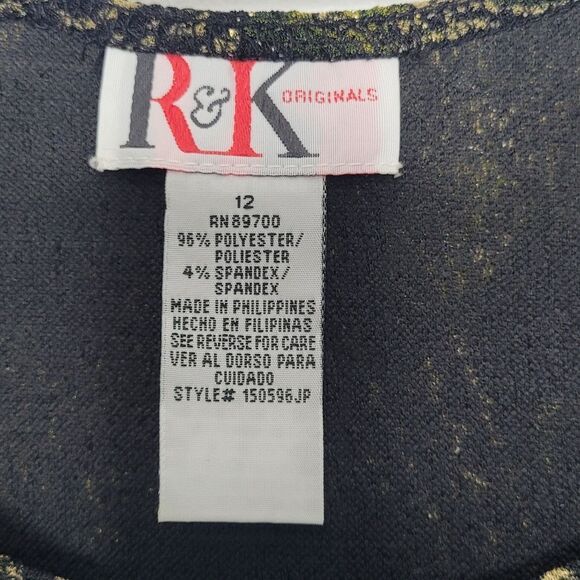 R&K ORIGINALS
12
RN89700
96% POLYESTER/
POLIESTER
4% SPANDEX/
SPANDEX
MADE IN PHILIPPINES
HECHO EN FILIPINAS
SEE REVERSE FOR CARE
VER AL DORSO PARA
CUIDADO
STYLE# 150596JP